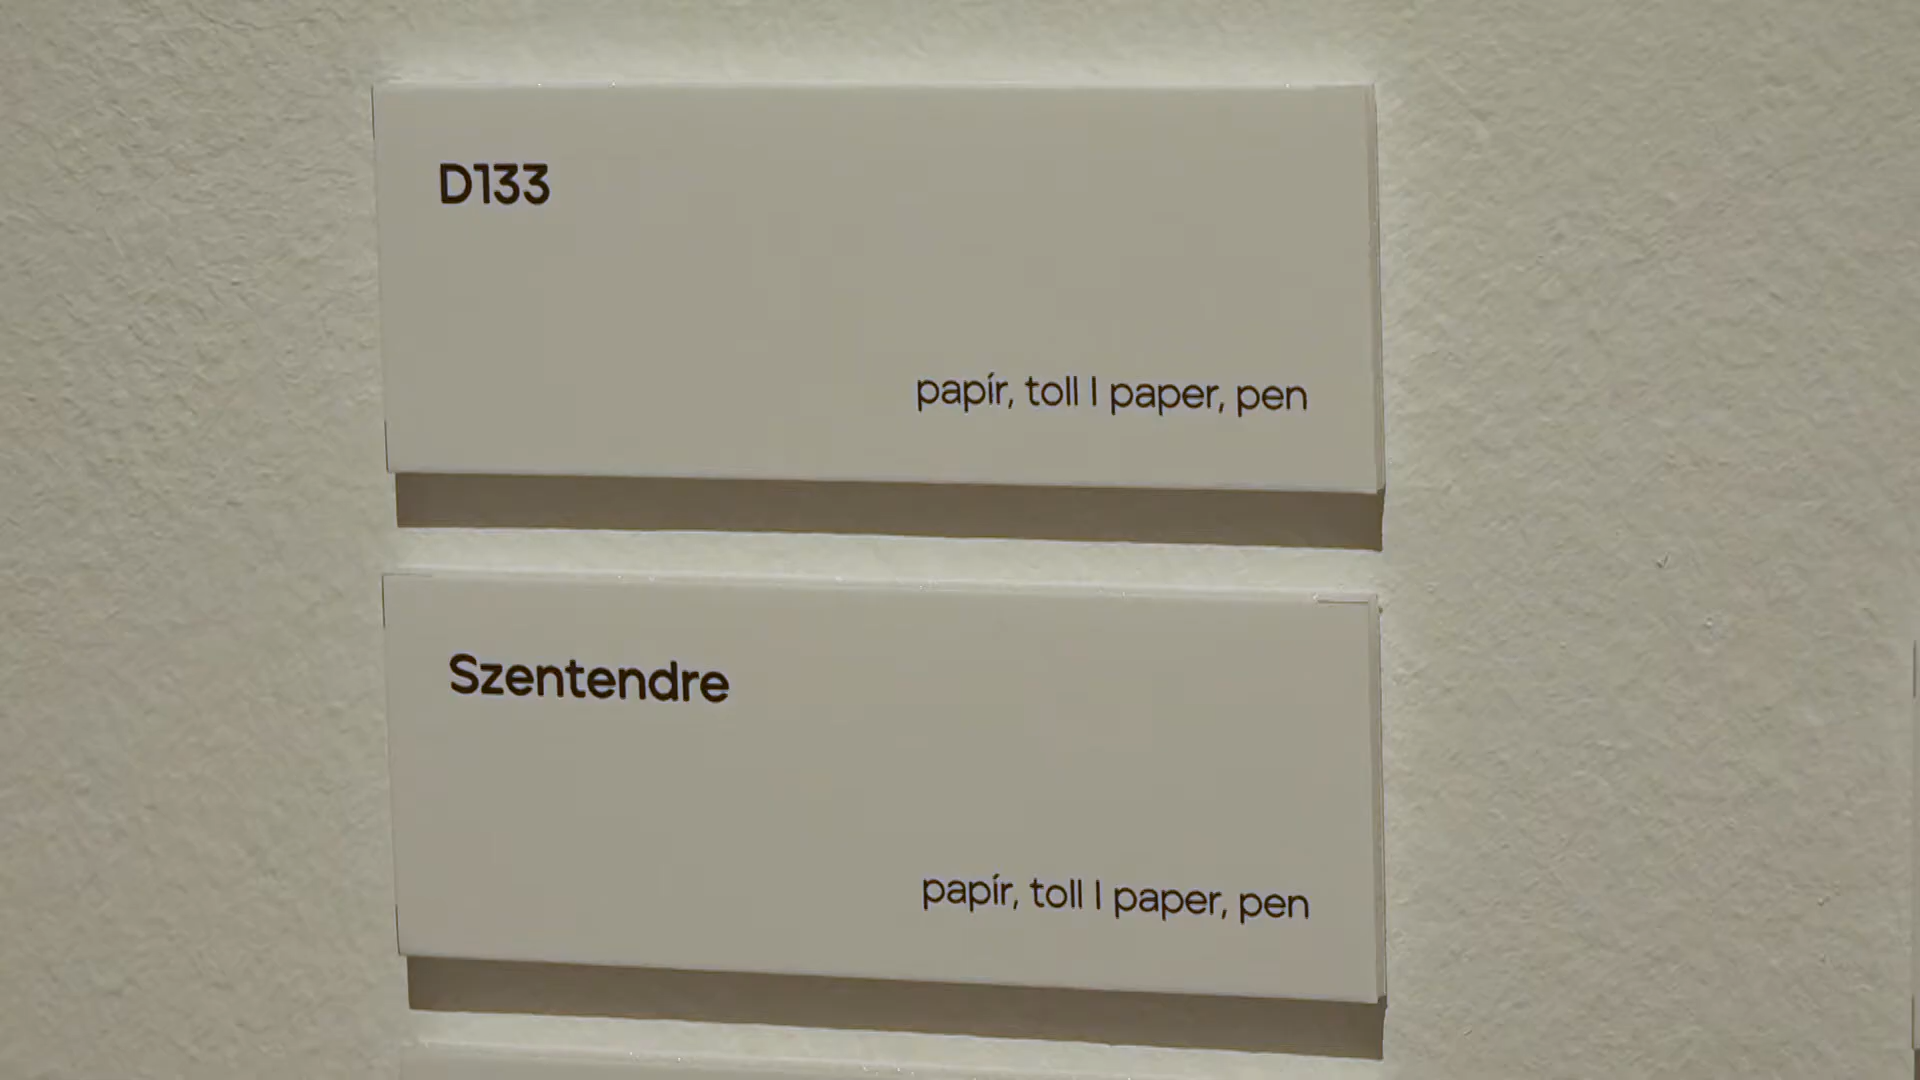 D133
papír, toll | paper, pen
Szentendre
papír, toll | paper, pen